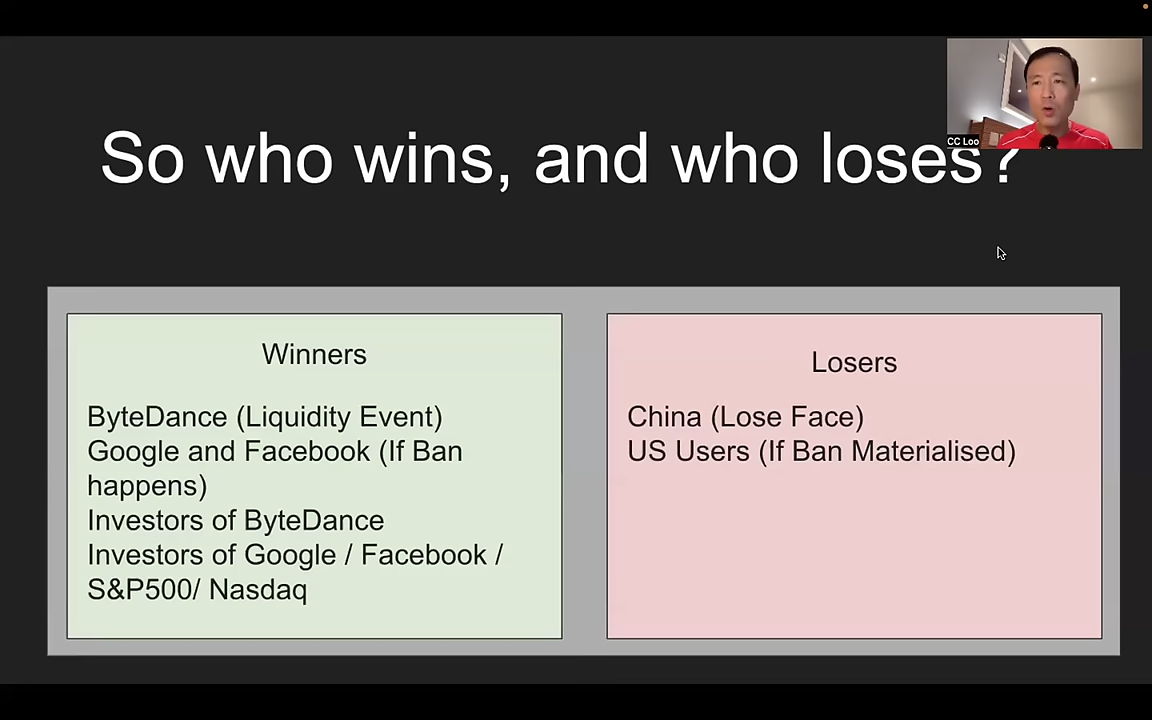 So who wins, and who loses?
CC Loo
Winners
ByteDance (Liquidity Event)
Google and Facebook (If Ban
happens)
Investors of ByteDance
Investors of Google / Facebook /
S&P500/ Nasdaq
Losers
China (Lose Face)
US Users (If Ban Materialised)